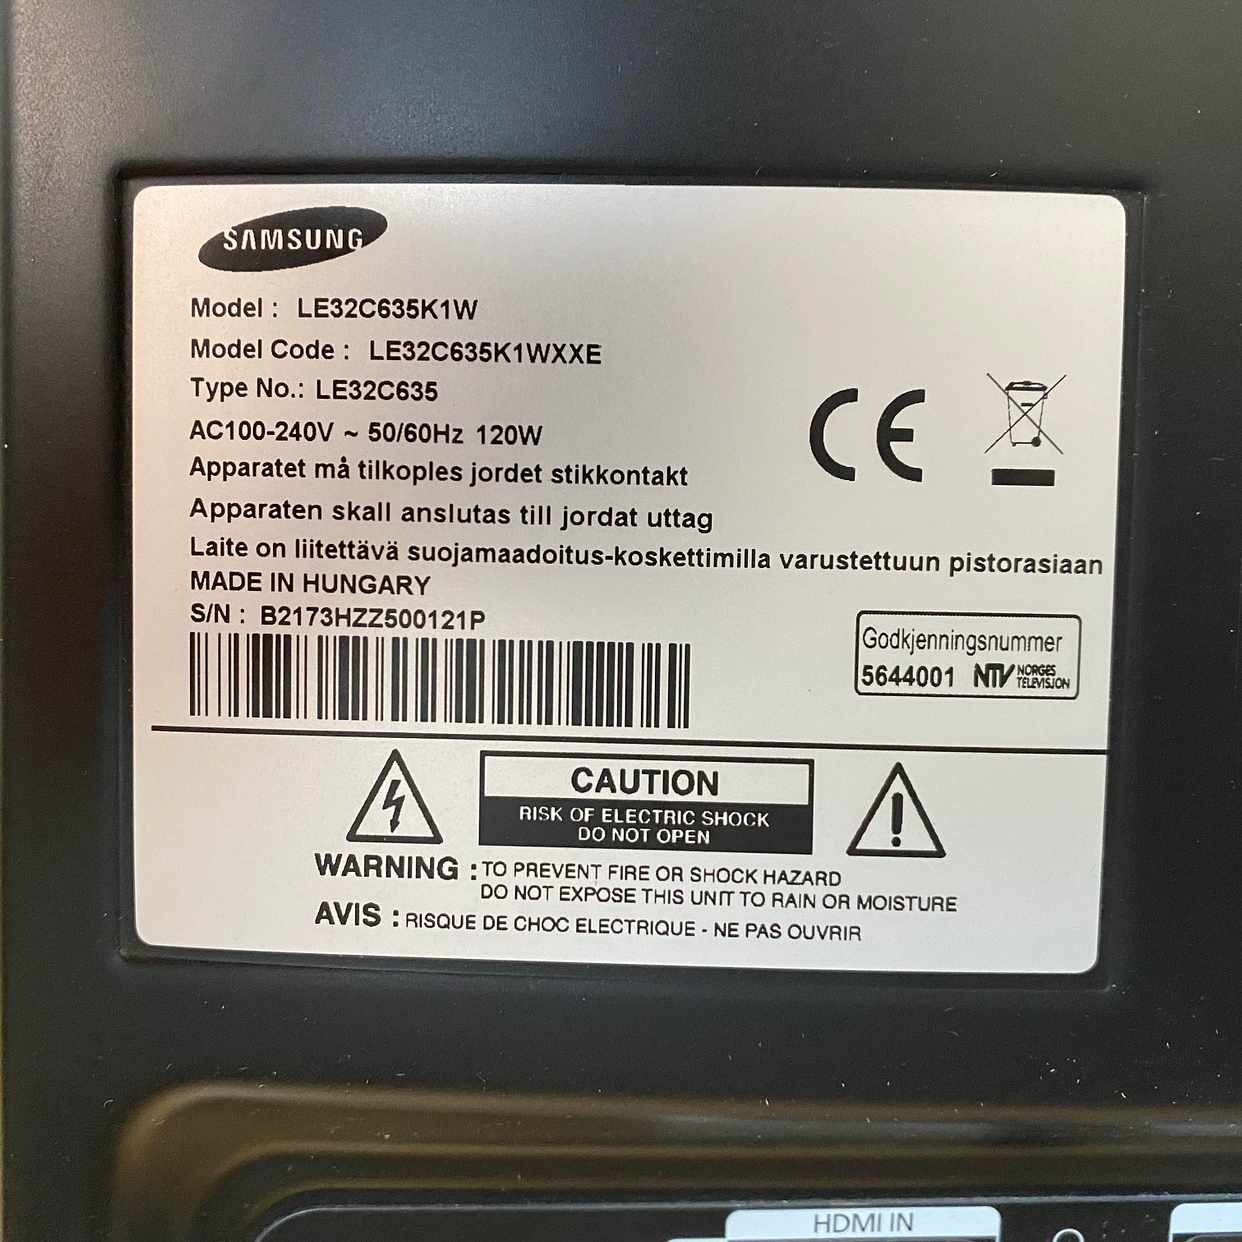 SAMSUNG
Model : LE32C635K1W
Model Code : LE32C635K1WXXE
Type No.: LE32C635
AC100-240V ~ 50/60Hz 120W
Apparatet må tilkoples jordet stikkontakt
Apparaten skall anslutas till jordat uttag
Laite on liitettävä suojamaadoitus-koskettimilla varustettuun pistorasiaan
MADE IN HUNGARY
S/N : B2173HZZ500121P
CE
Godkjenningsnummer
5644001 NTV NORGES
TELEVISJON
CAUTION
RISK OF ELECTRIC SHOCK
DO NOT OPEN
WARNING : TO PREVENT FIRE OR SHOCK HAZARD
DO NOT EXPOSE THIS UNIT TO RAIN OR MOISTURE
AVIS : RISQUE DE CHOC ELECTRIQUE - NE PAS OUVRIR
HDMI IN